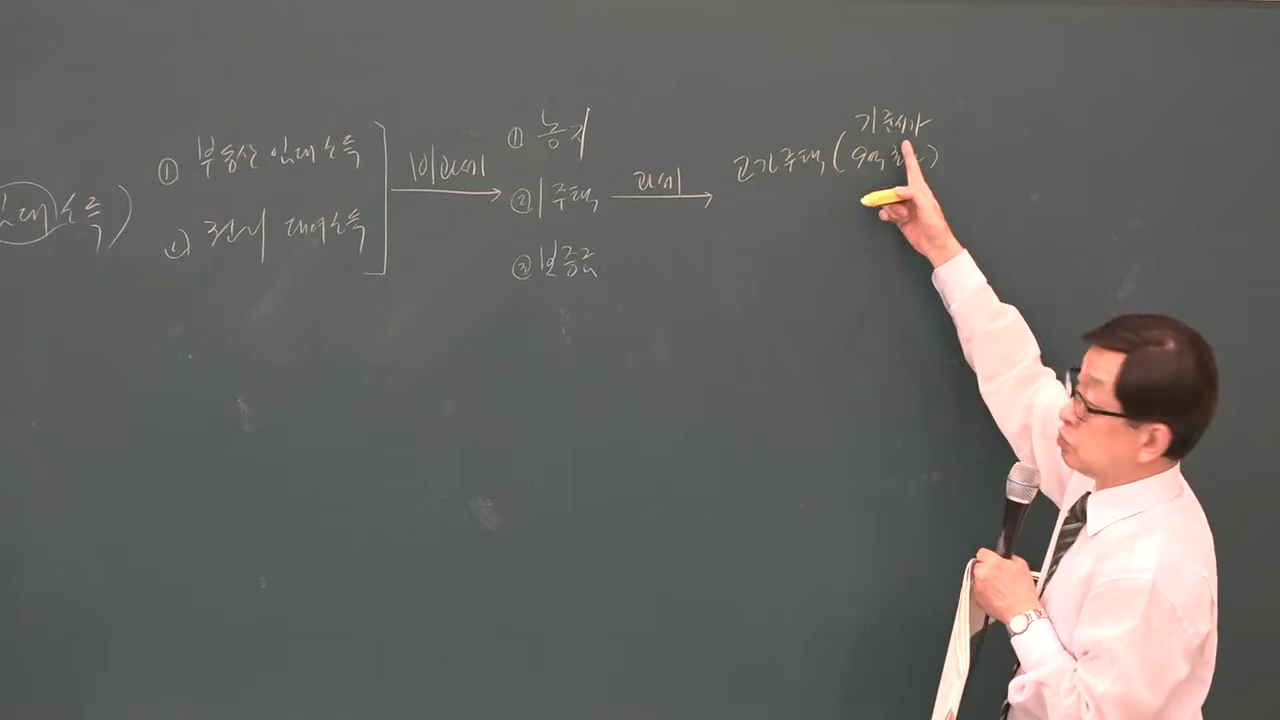 임대소득)
① 부동산 임대소득
② 전세 대여소득
비과세
① 농지
② 1주택
③ 보증금
과세
기준시가
고가주택(9억 초과)